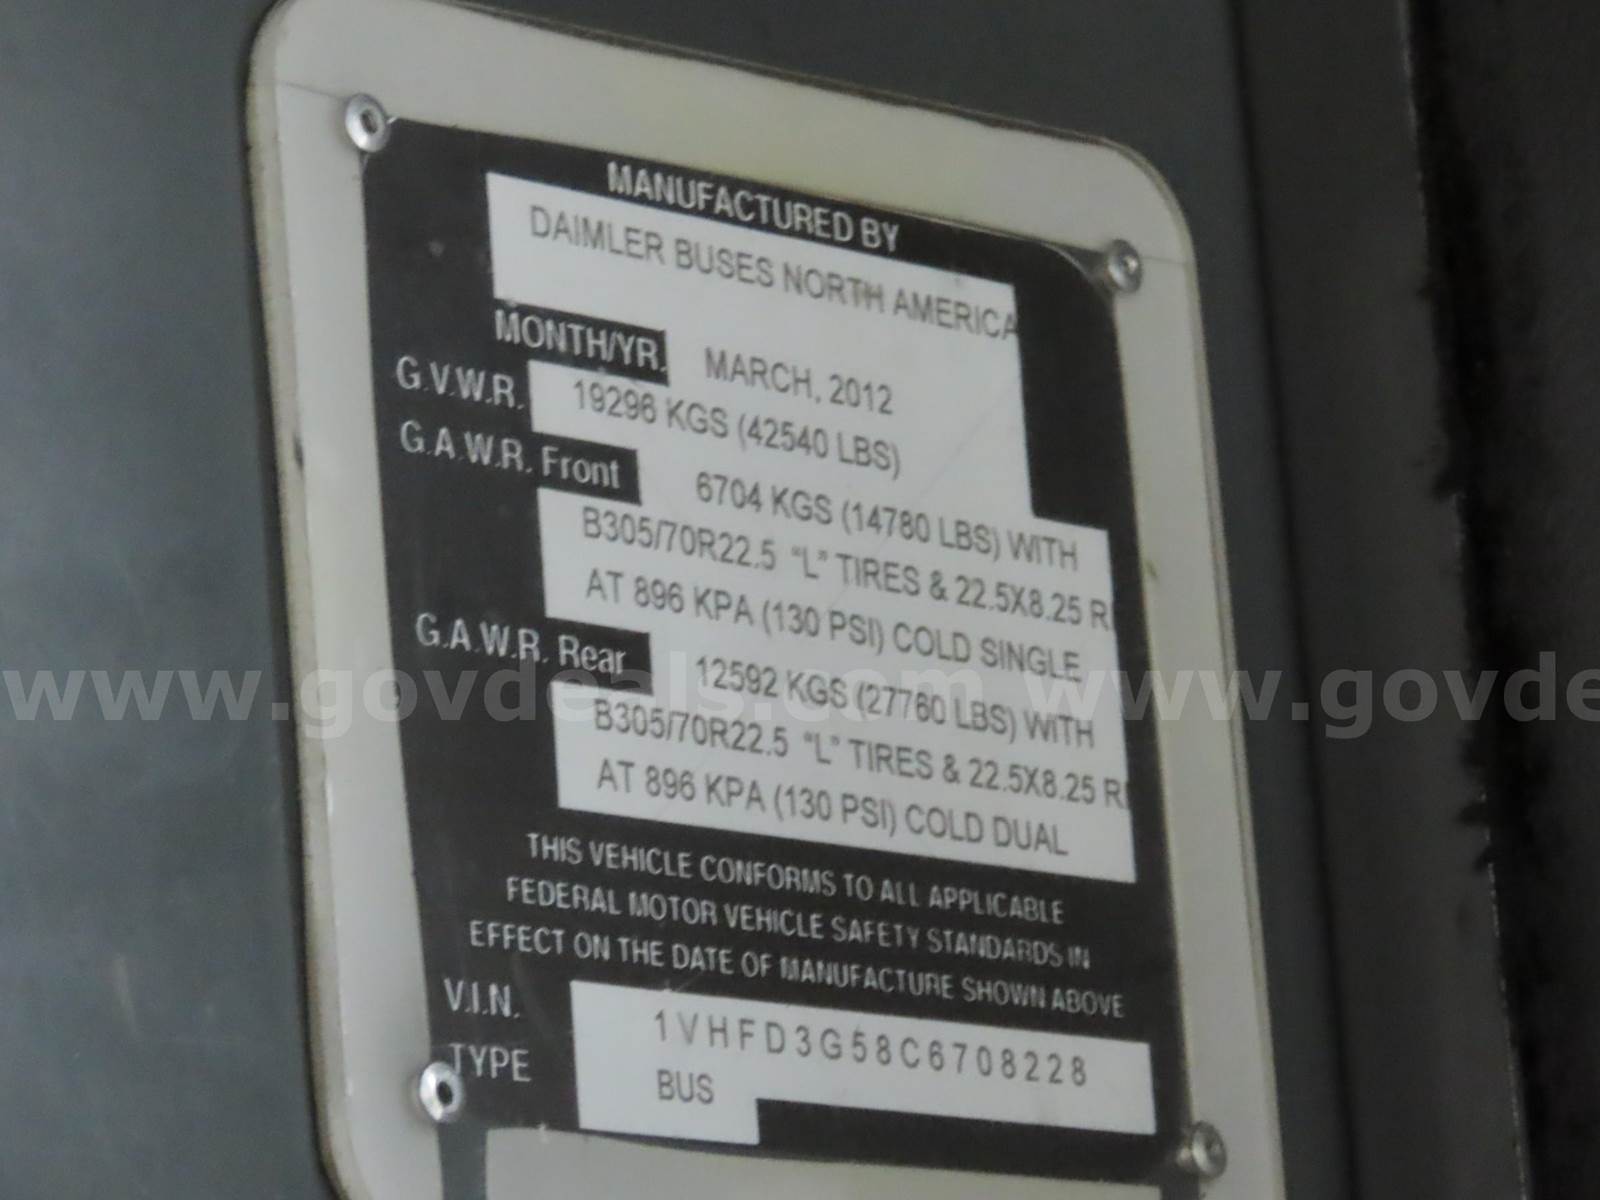 MANUFACTURED BY
DAIMLER BUSES NORTH AMERICA
MONTH/YR. MARCH, 2012
G.V.W.R. 19296 KGS (42540 LBS)
G.A.W.R. Front 6704 KGS (14780 LBS) WITH
B305/70R22.5 "L" TIRES & 22.5X8.25 R
AT 896 KPA (130 PSI) COLD SINGLE
G.A.W.R. Rear 12592 KGS (27760 LBS) WITH
B305/70R22.5 "L" TIRES & 22.5X8.25 R
AT 896 KPA (130 PSI) COLD DUAL
THIS VEHICLE CONFORMS TO ALL APPLICABLE
FEDERAL MOTOR VEHICLE SAFETY STANDARDS IN
EFFECT ON THE DATE OF MANUFACTURE SHOWN ABOVE
V.I.N. 1VHFD3G58C6708228
TYPE BUS
www.govdeals.com www.govde